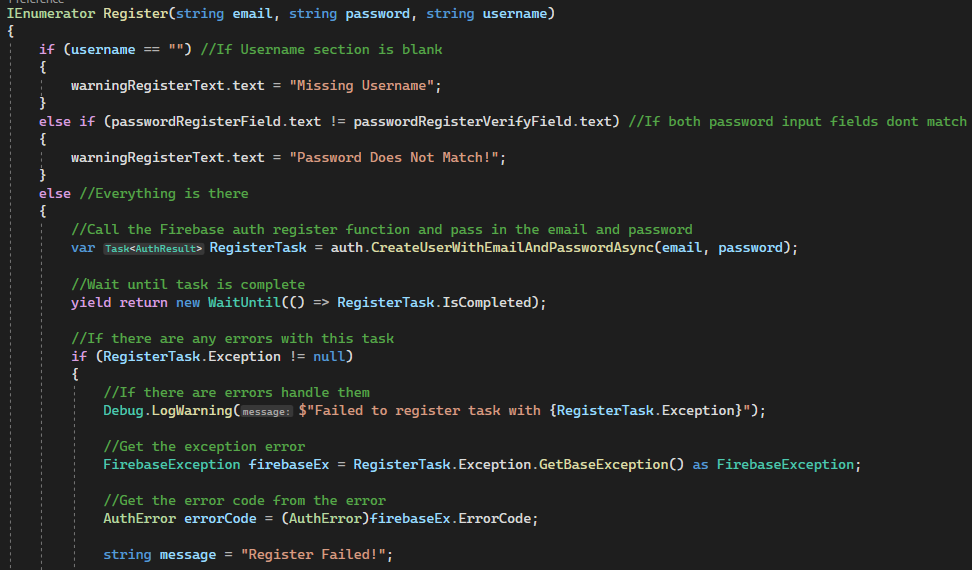 Preference
IEnumerator Register(string email, string password, string username)
{
if (username == "") //If Username section is blank
{
warningRegisterText.text = "Missing Username";
}
else if (passwordRegisterField.text != passwordRegisterVerifyField.text) //If both password input fields dont match
{
warningRegisterText.text = "Password Does Not Match!";
}
else //Everything is there
{
//Call the Firebase auth register function and pass in the email and password
var Task<AuthResult> RegisterTask = auth.CreateUserWithEmailAndPasswordAsync(email, password);
//Wait until task is complete
yield return new WaitUntil(() => RegisterTask.IsCompleted);
//If there are any errors with this task
if (RegisterTask.Exception != null)
{
//If there are errors handle them
Debug.LogWarning(message: $"Failed to register task with {RegisterTask.Exception}");
//Get the exception error
FirebaseException firebaseEx = RegisterTask.Exception.GetBaseException() as FirebaseException;
//Get the error code from the error
AuthError errorCode = (AuthError)firebaseEx.ErrorCode;
string message = "Register Failed!";